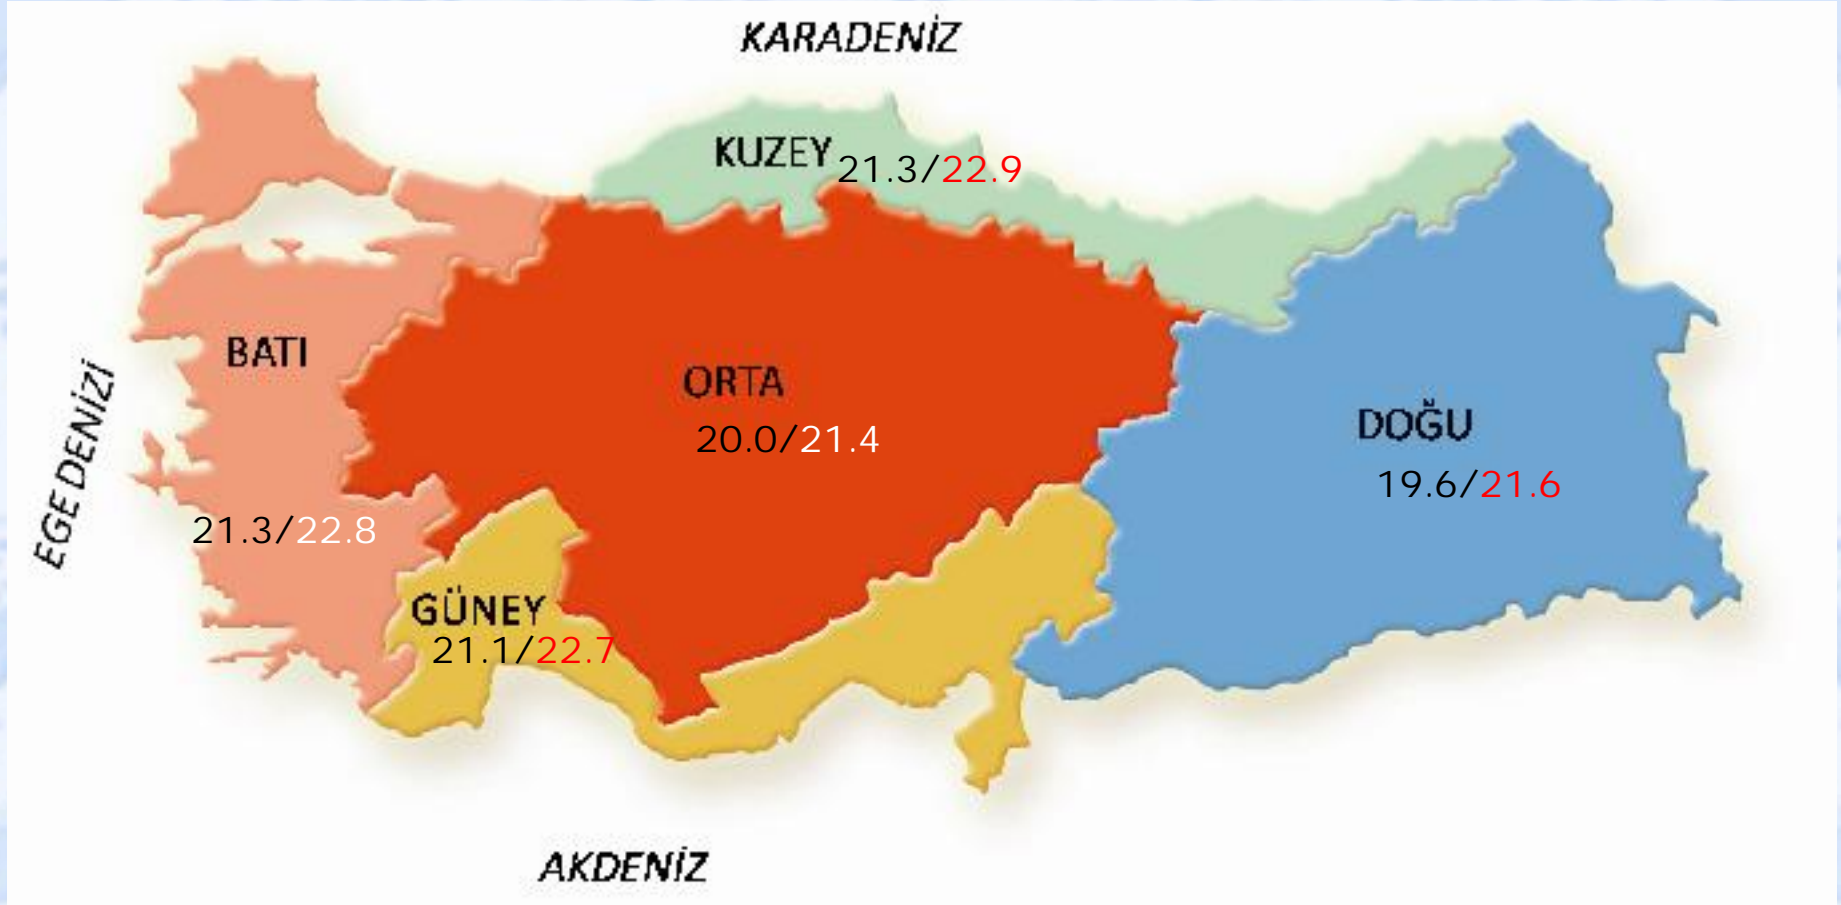 KARADENİZ
KUZEY
21.3/22.9
BATI
ORTA
20.0/21.4
DOĞU
19.6/21.6
EGE DENİZİ
21.3/22.8
GÜNEY
21.1/22.7
AKDENİZ